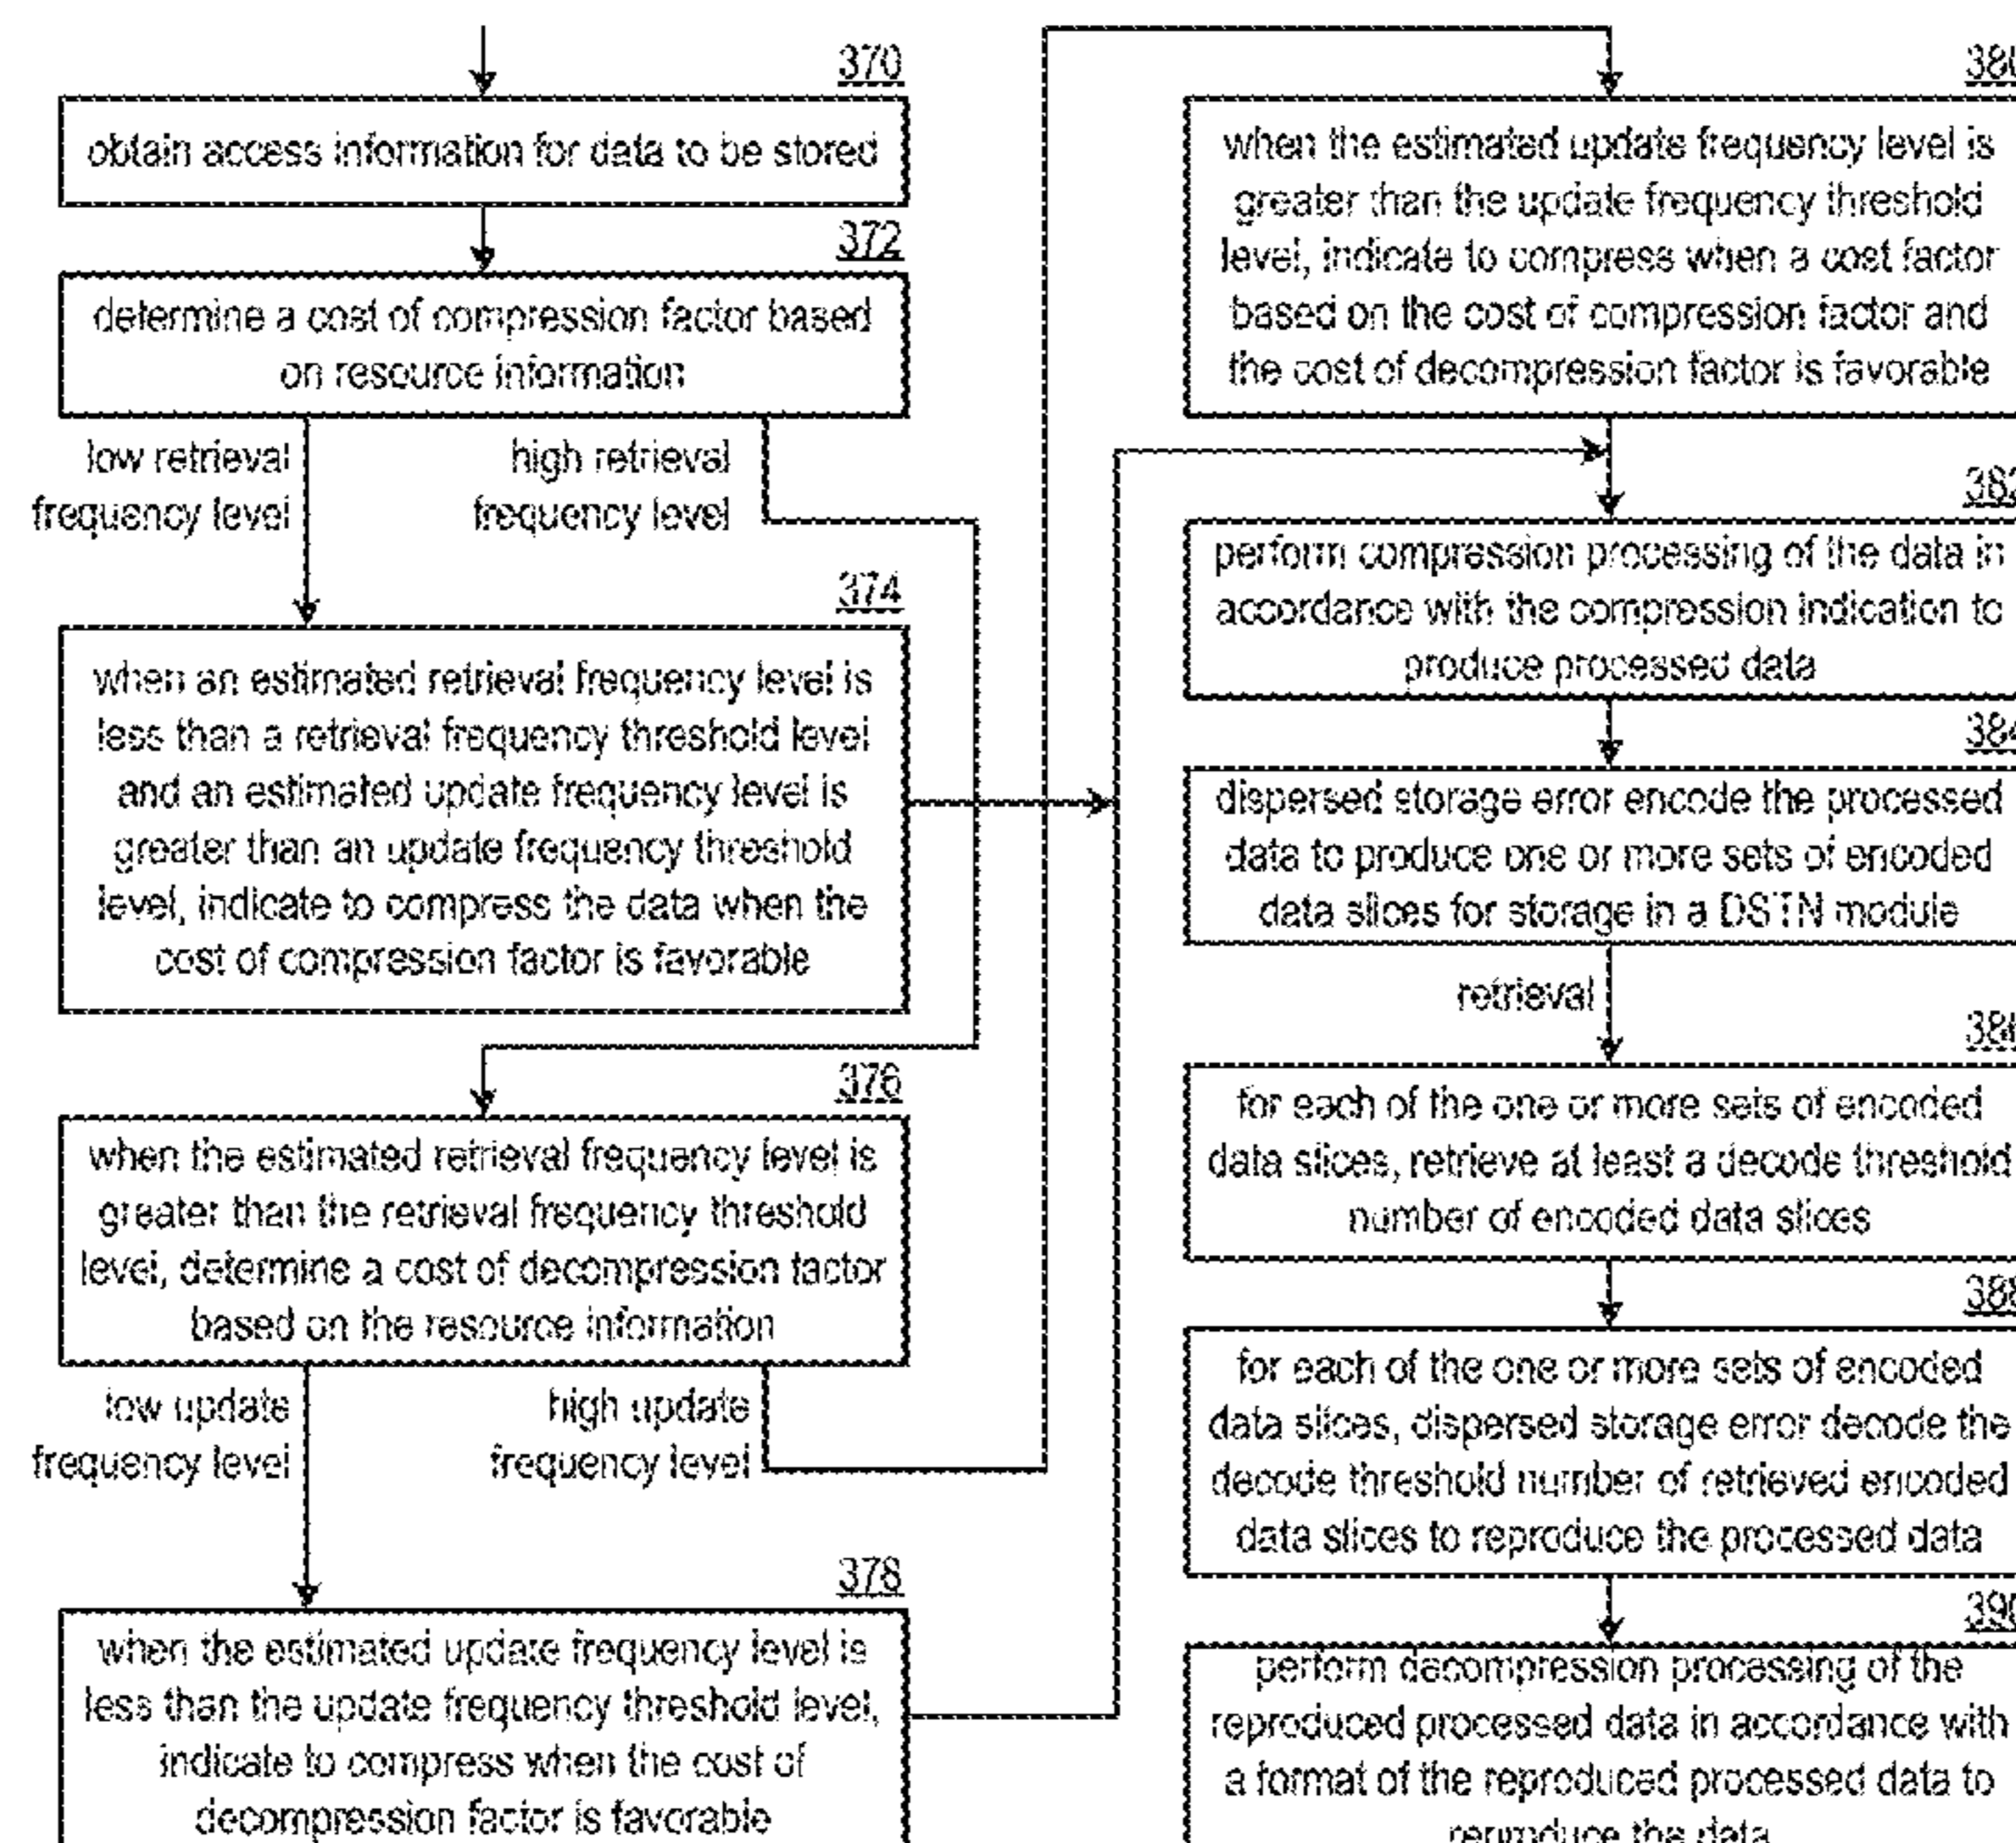 370
obtain access information for data to be stored
372
determine a cost of compression factor based
on resource information
low retrieval
frequency level
high retrieval
frequency level
374
when an estimated retrieval frequency level is
less than a retrieval frequency threshold level
and an estimated update frequency level is
greater than an update frequency threshold
level, indicate to compress the data when the
cost of compression factor is favorable
376
when the estimated retrieval frequency level is
greater than the retrieval frequency threshold
level, determine a cost of decompression factor
based on the resource information
low update
frequency level
high update
frequency level
378
when the estimated update frequency level is
less than the update frequency threshold level,
indicate to compress when the cost of
decompression factor is favorable
when the estimated update frequency level is
greater than the update frequency threshold
level, indicate to compress when a cost factor
based on the cost of compression factor and
the cost of decompression factor is favorable
perform compression processing of the data in
accordance with the compression indication to
produce processed data
dispersed storage error encode the processed
data to produce one or more sets of encoded
data slices for storage in a DSTN module
retrieval
for each of the one or more sets of encoded
data slices, retrieve at least a decode threshold
number of encoded data slices
for each of the one or more sets of encoded
data slices, dispersed storage error decode the
decode threshold number of retrieved encoded
data slices to reproduce the processed data
perform decompression processing of the
reproduced processed data in accordance with
a format of the reproduced processed data to
reproduce the data